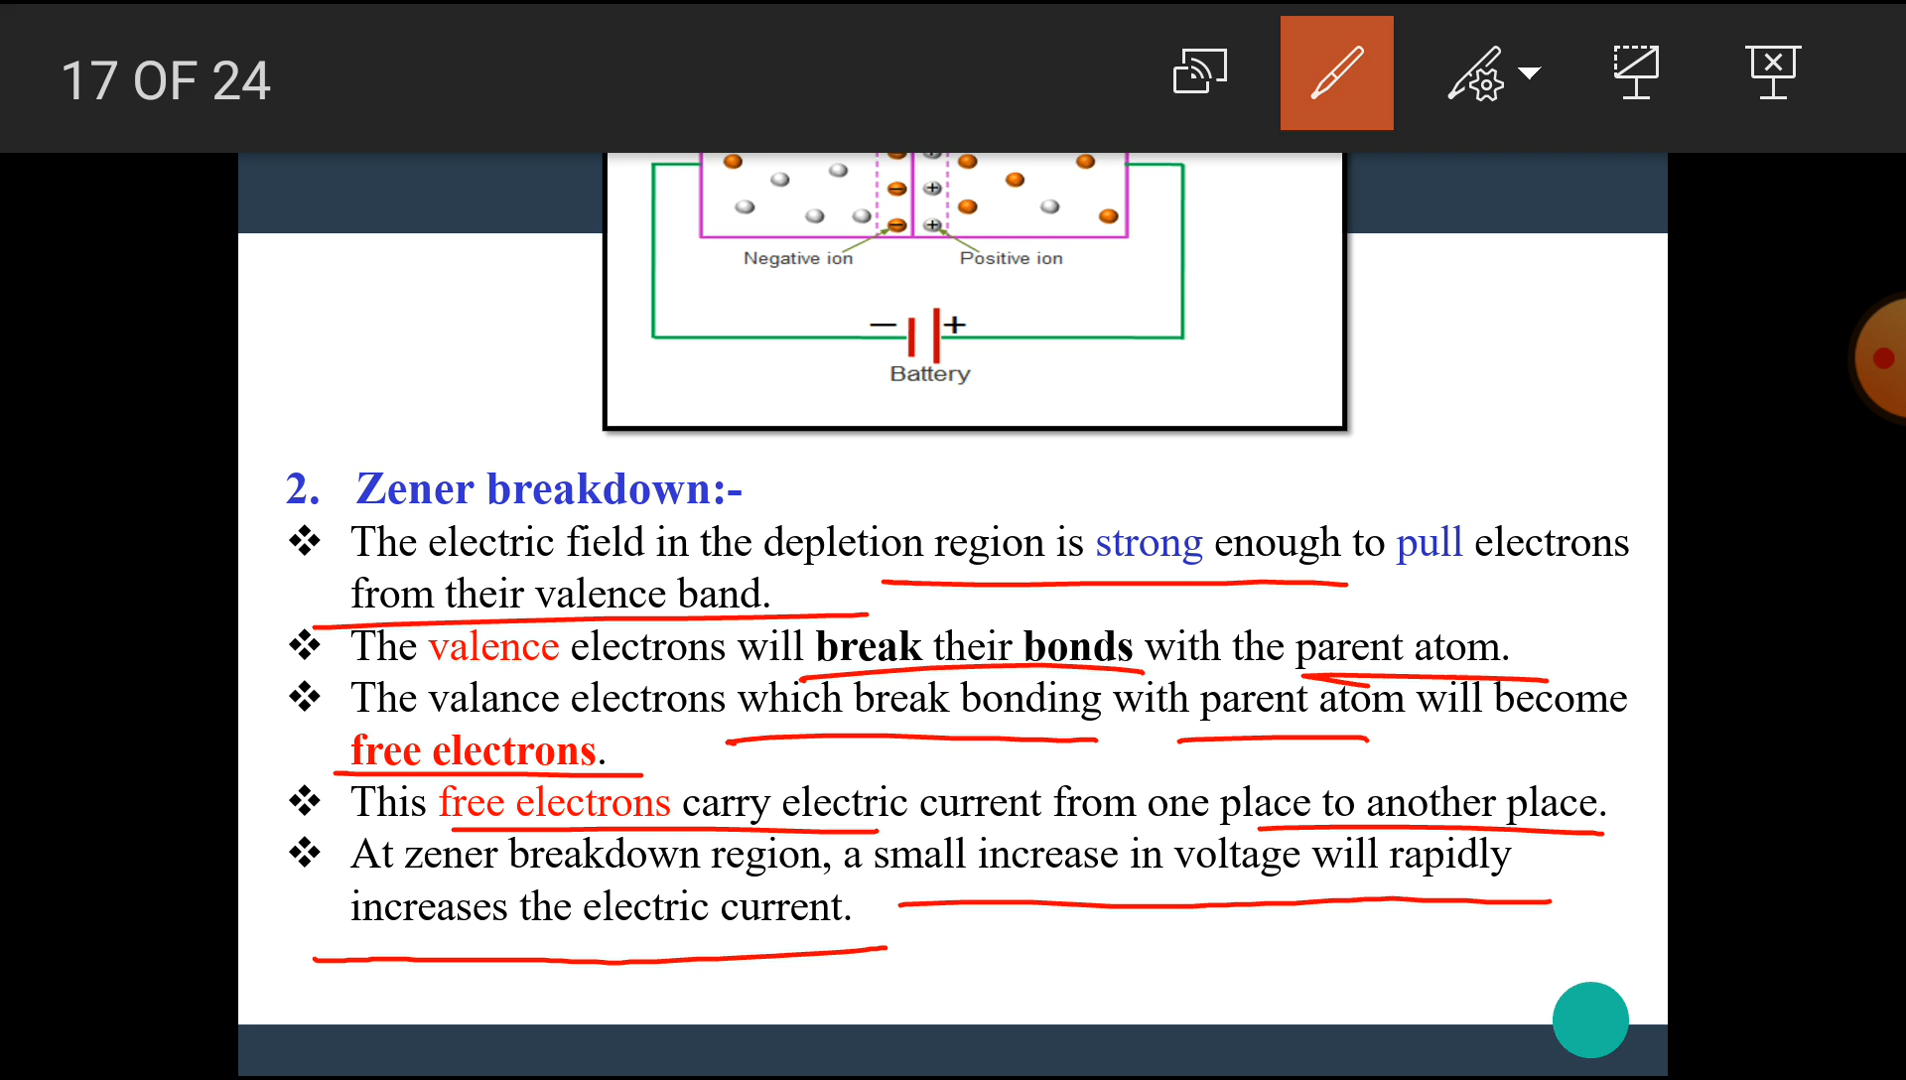 17 OF 24
Negative ion Positive ion
− +
Battery
2. Zener breakdown:-
❖ The electric field in the depletion region is strong enough to pull electrons
from their valence band.
❖ The valence electrons will break their bonds with the parent atom.
❖ The valance electrons which break bonding with parent atom will become
free electrons.
❖ This free electrons carry electric current from one place to another place.
❖ At zener breakdown region, a small increase in voltage will rapidly
increases the electric current.